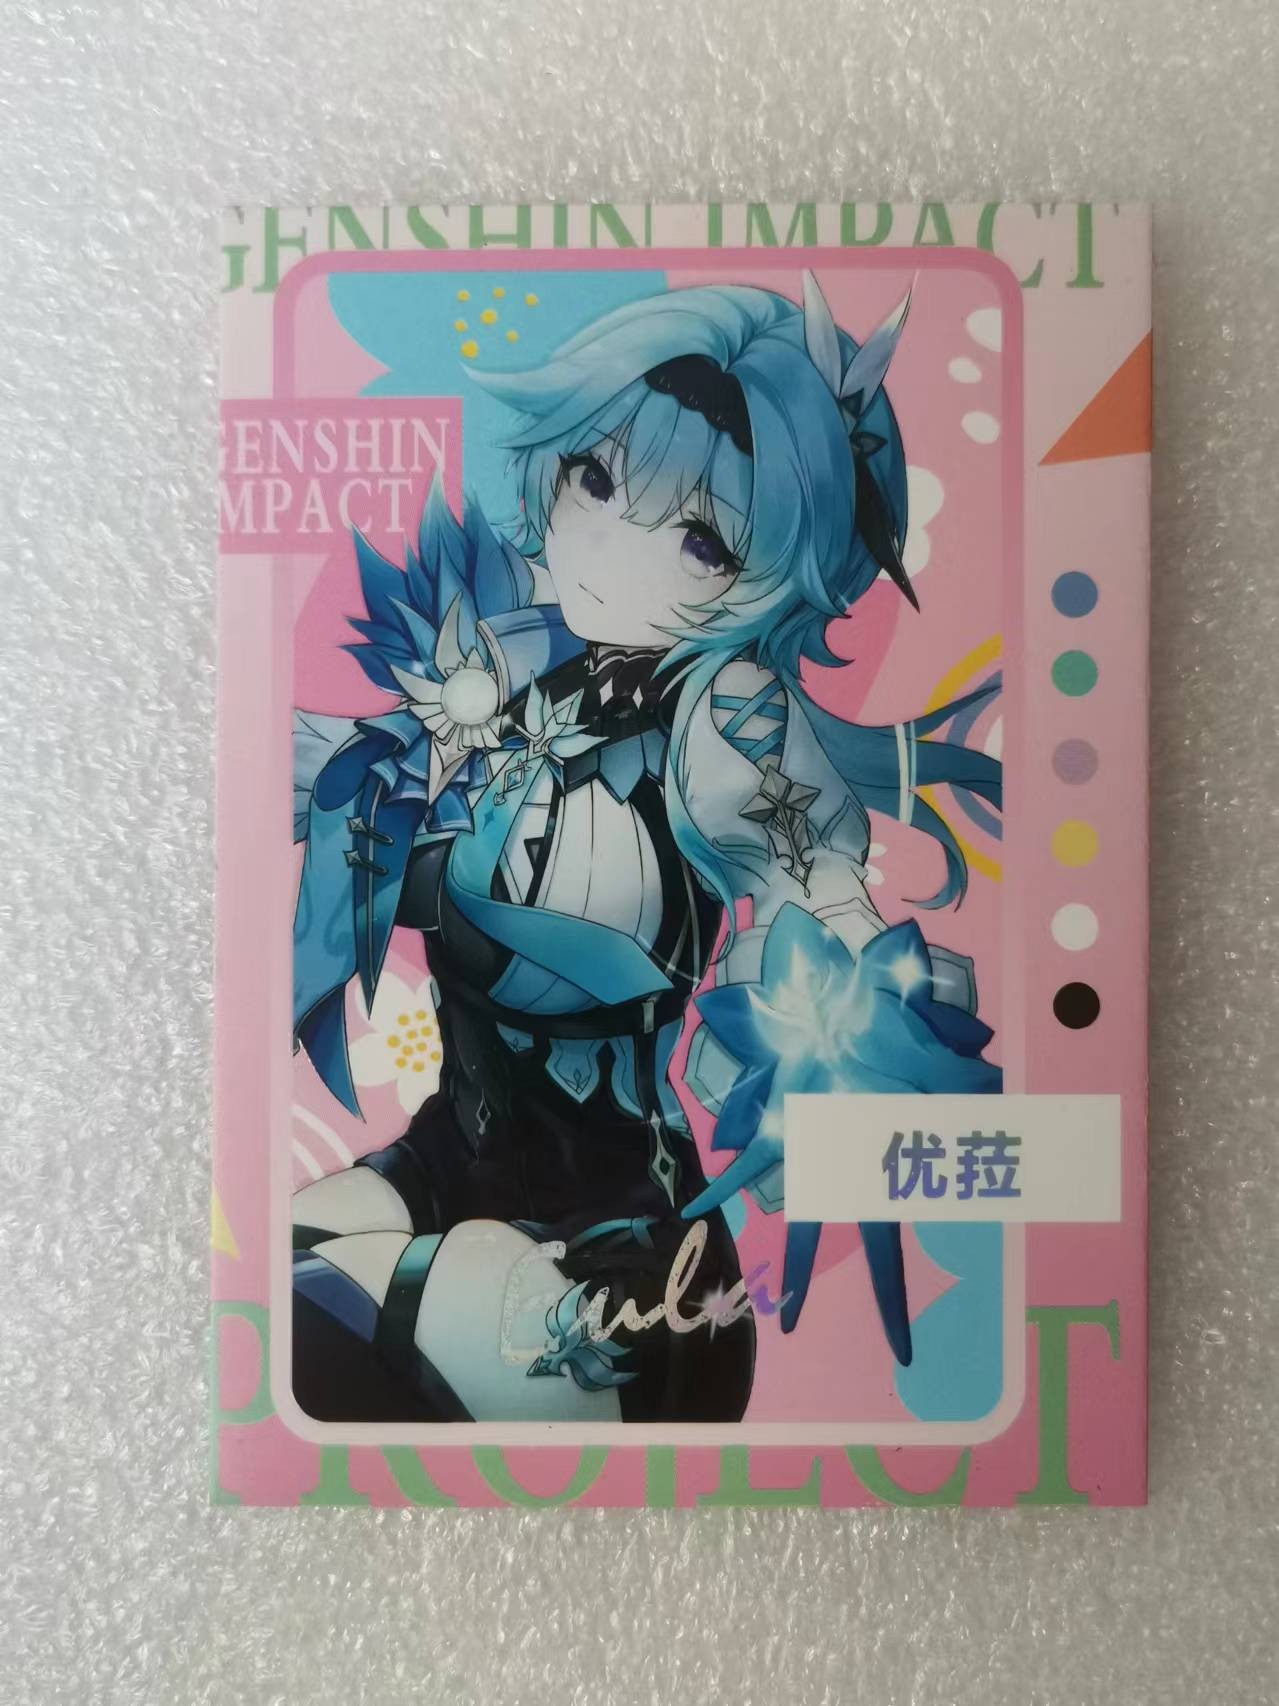 GENSHIN IMPACT
GENSHIN
IMPACT
优菈
Eula
PROJECT